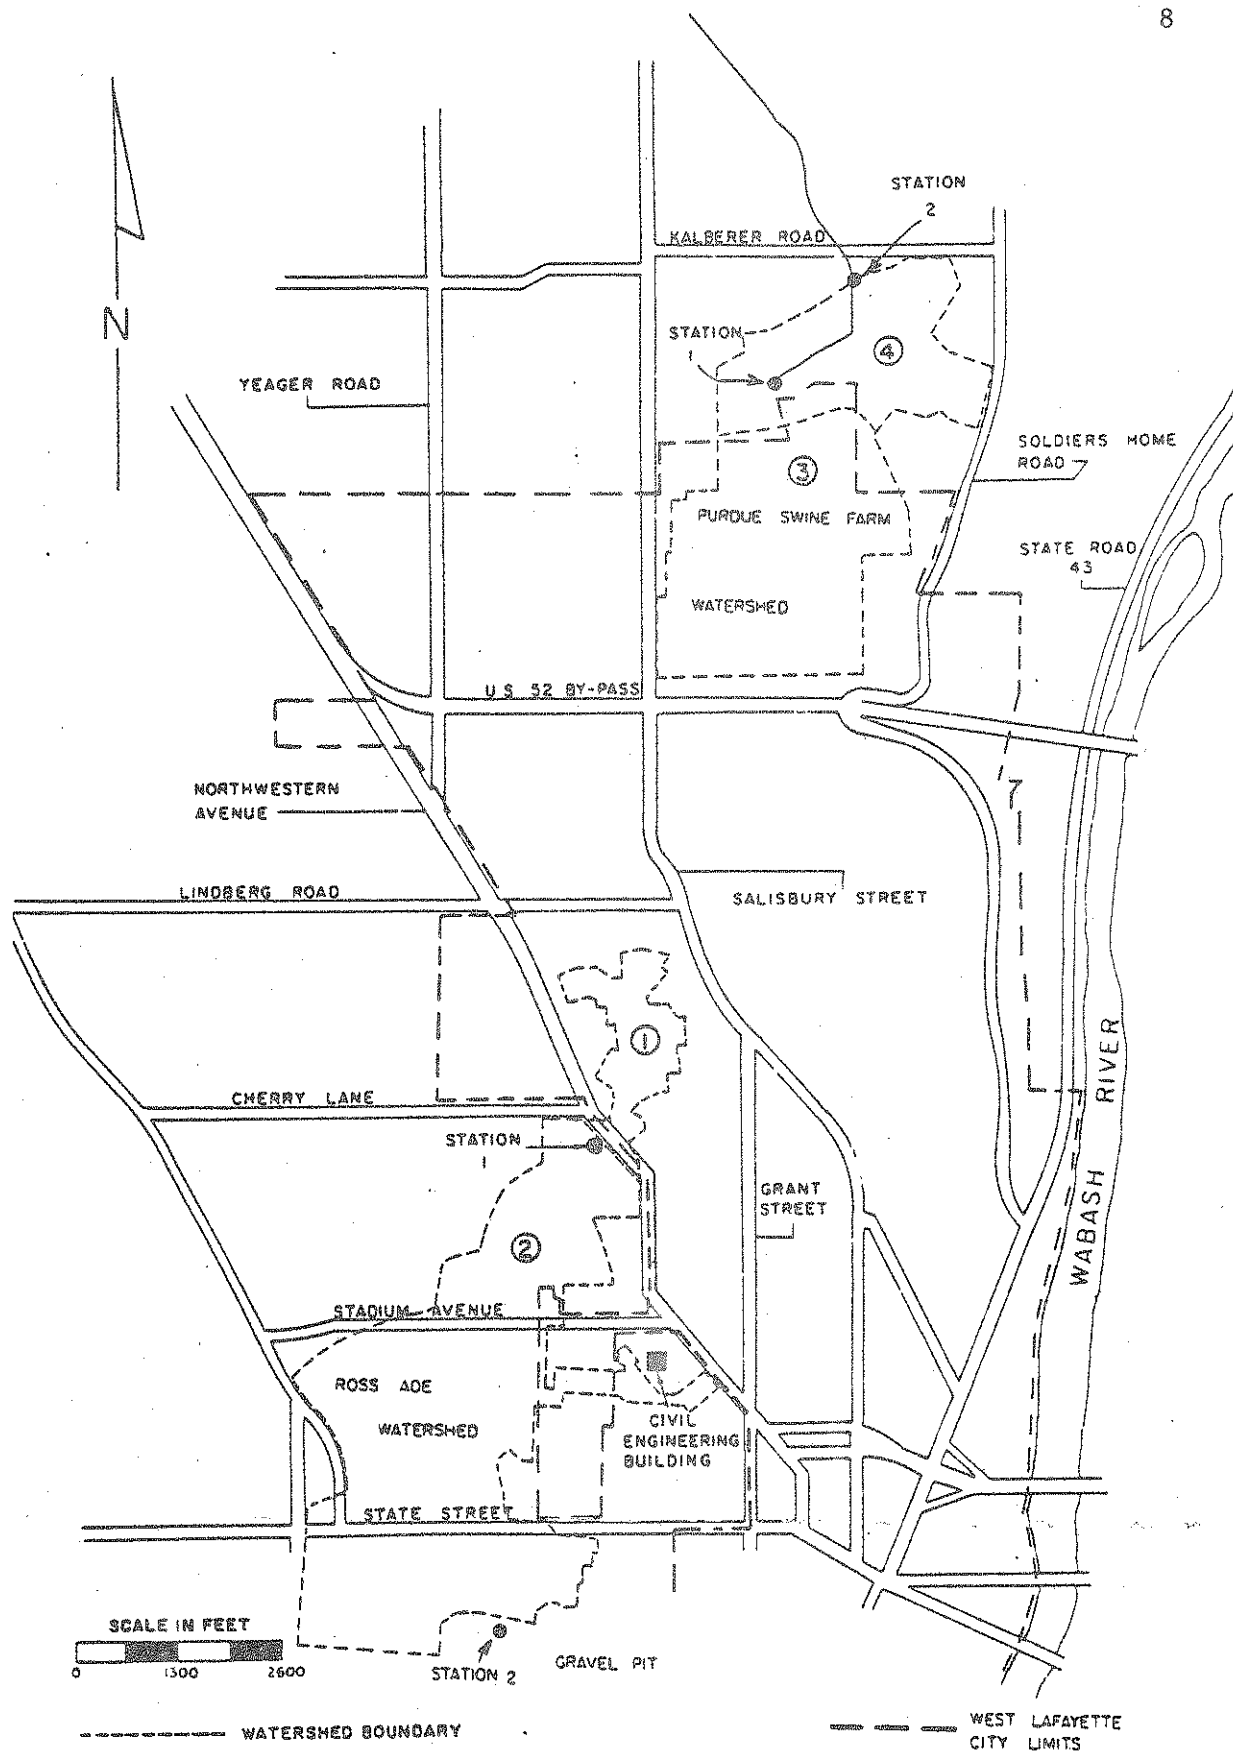 8
STATION
2
KALBERER ROAD
STATION
1
4
YEAGER ROAD
N
SOLDIERS HOME
ROAD
3
PURDUE SWINE FARM
STATE ROAD
43
WATERSHED
U S 52 BY-PASS
NORTHWESTERN
AVENUE
LINDBERG ROAD
SALISBURY STREET
1
CHERRY LANE
STATION
1
GRANT
STREET
WABASH RIVER
2
STADIUM AVENUE
ROSS ADE
WATERSHED
CIVIL
ENGINEERING
BUILDING
STATE STREET
SCALE IN FEET
0 1300 2600
STATION 2
GRAVEL PIT
WATERSHED BOUNDARY
WEST LAFAYETTE
CITY LIMITS